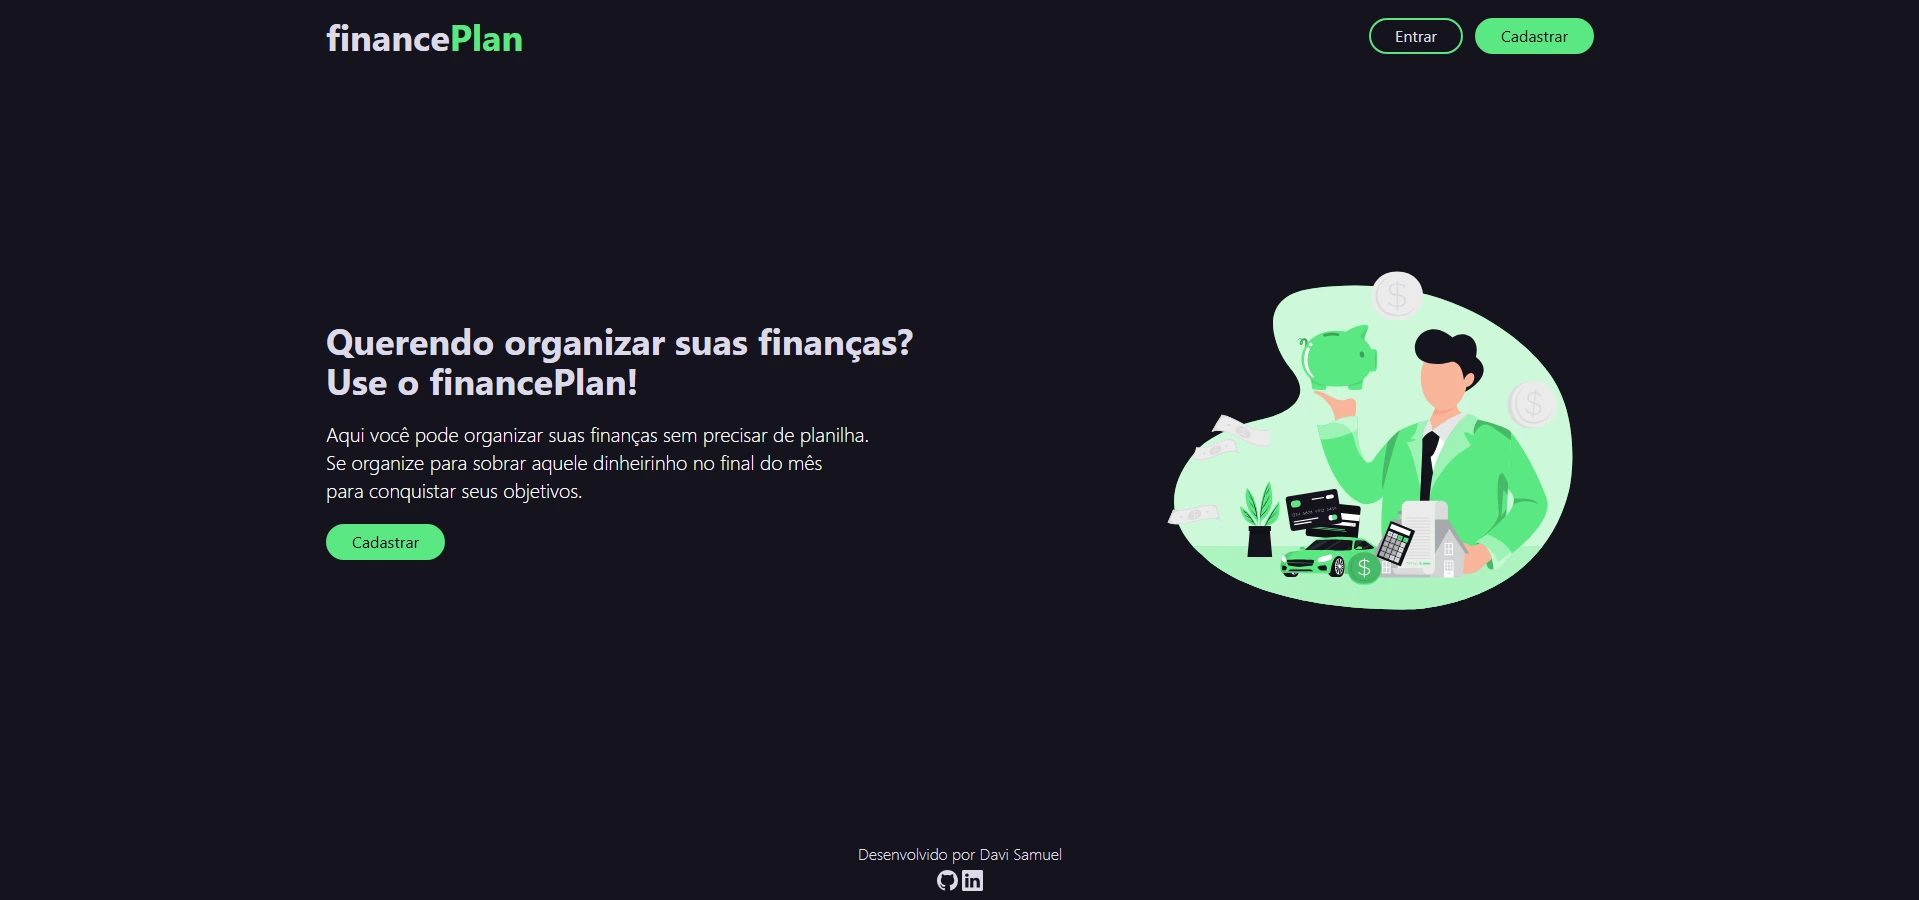 financePlan
Entrar
Cadastrar
Querendo organizar suas finanças?
Use o financePlan!
Aqui você pode organizar suas finanças sem precisar de planilha.
Se organize para sobrar aquele dinheirinho no final do mês
para conquistar seus objetivos.
Cadastrar
$
$
$
Desenvolvido por Davi Samuel
in